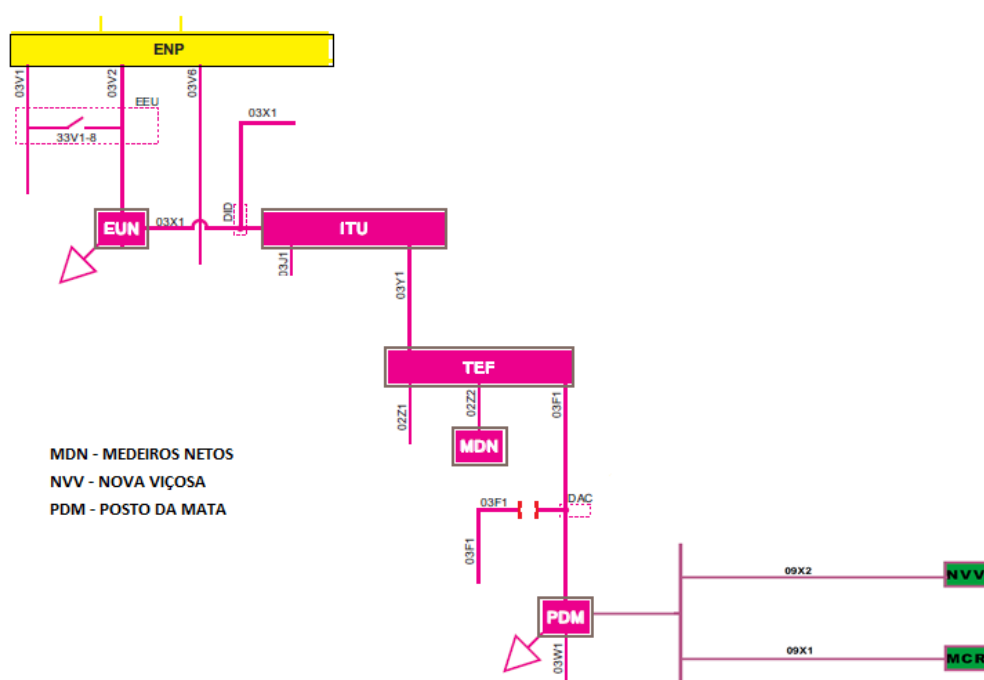 ENP
03V1
03V2
03V6
EEU
33V1-8
03X1
DID
EUN
03X1
ITU
03J1
03Y1
TEF
02Z1
02Z2
03F1
MDN
MDN - MEDEIROS NETOS
NVV - NOVA VIÇOSA
PDM - POSTO DA MATA
03F1
DAC
03F1
09X2
NVV
PDM
03W1
09X1
MCR